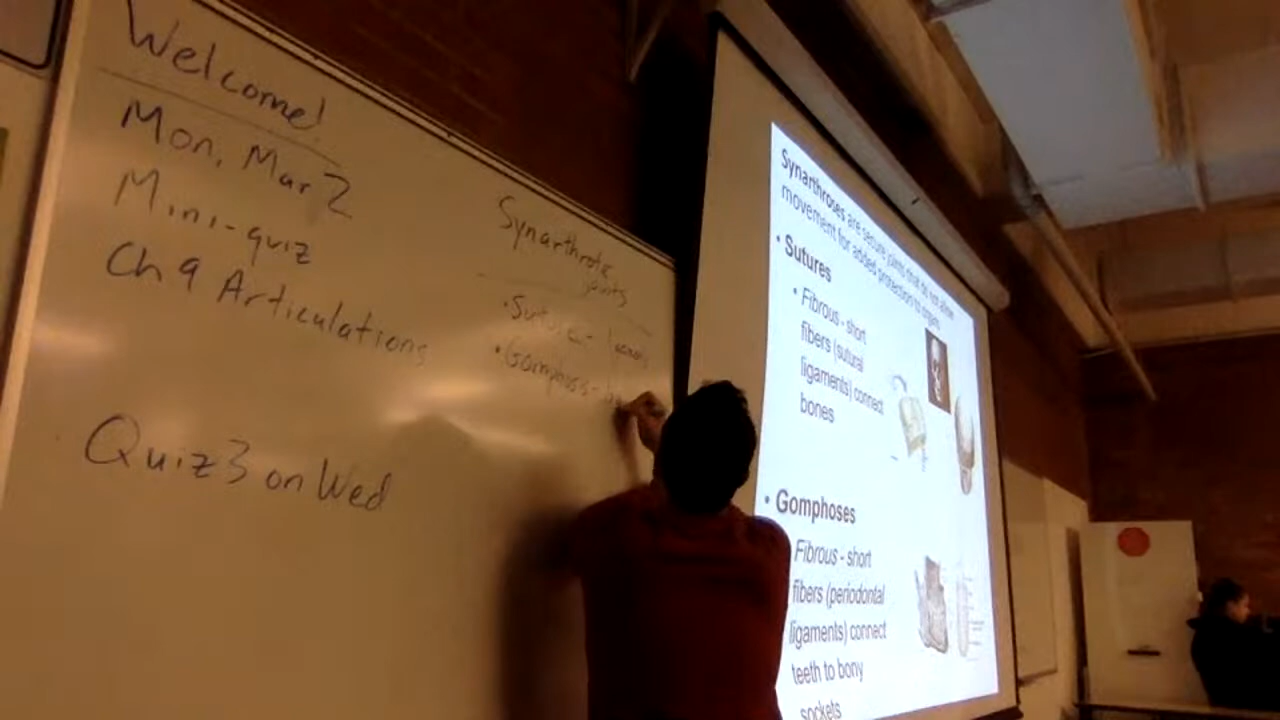 Welcome!
Mon, Mar 2
Mini-quiz
Ch 9 Articulations
Quiz 3 on Wed
Synarthrotic
joints
• Suture -
• Gomphosis -
Synarthroses are secure joints that do not allow
movement for added protection to organs
• Sutures
• Fibrous - short
fibers (sutural
ligaments) connect
bones
• Gomphoses
Fibrous - short
fibers (periodontal
ligaments) connect
teeth to bony
sockets